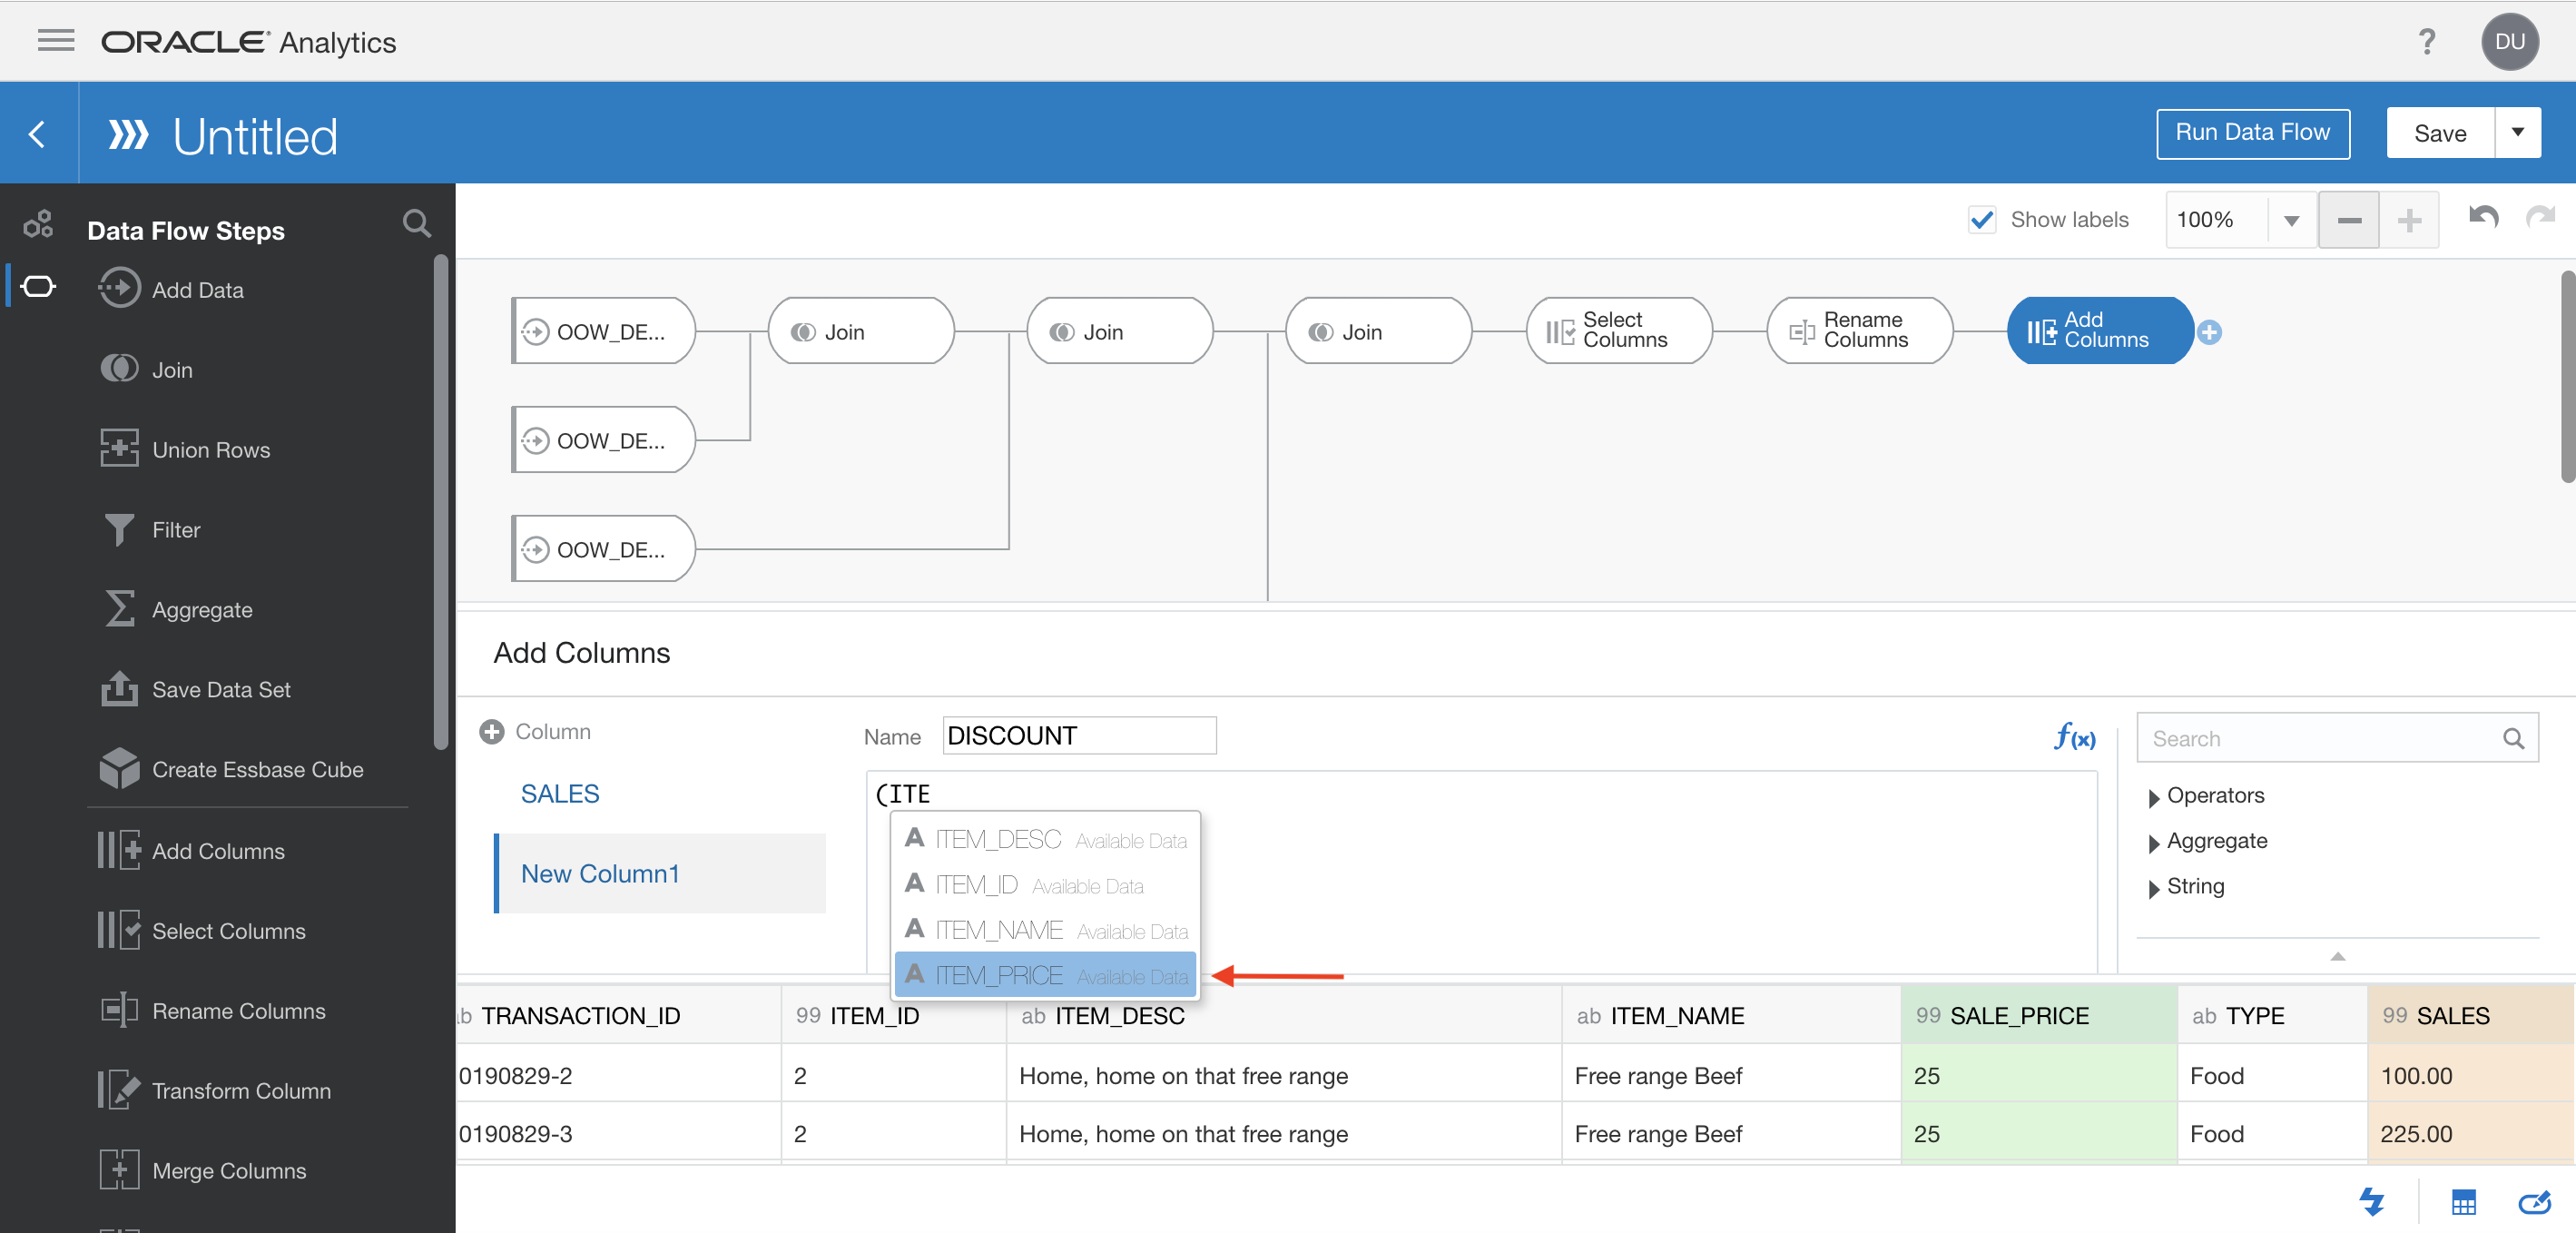 ORACLE Analytics
?
DU
Untitled
Run Data Flow
Save
Data Flow Steps
Add Data
Join
Union Rows
Filter
Aggregate
Save Data Set
Create Essbase Cube
Add Columns
Select Columns
Rename Columns
Transform Column
Merge Columns
Show labels
100%
OOW_DE...
Join
Join
Join
Select
Columns
Rename
Columns
Add
Columns
OOW_DE...
OOW_DE...
Add Columns
Column
SALES
New Column1
Name
DISCOUNT
f(x)
(ITE
A ITEM_DESC Available Data
A ITEM_ID Available Data
A ITEM_NAME Available Data
A ITEM_PRICE Available Data
Search
Operators
Aggregate
String
ab TRANSACTION_ID 99 ITEM_ID ab ITEM_DESC ab ITEM_NAME 99 SALE_PRICE ab TYPE 99 SALES
0190829-2 2 Home, home on that free range Free range Beef 25 Food 100.00
0190829-3 2 Home, home on that free range Free range Beef 25 Food 225.00